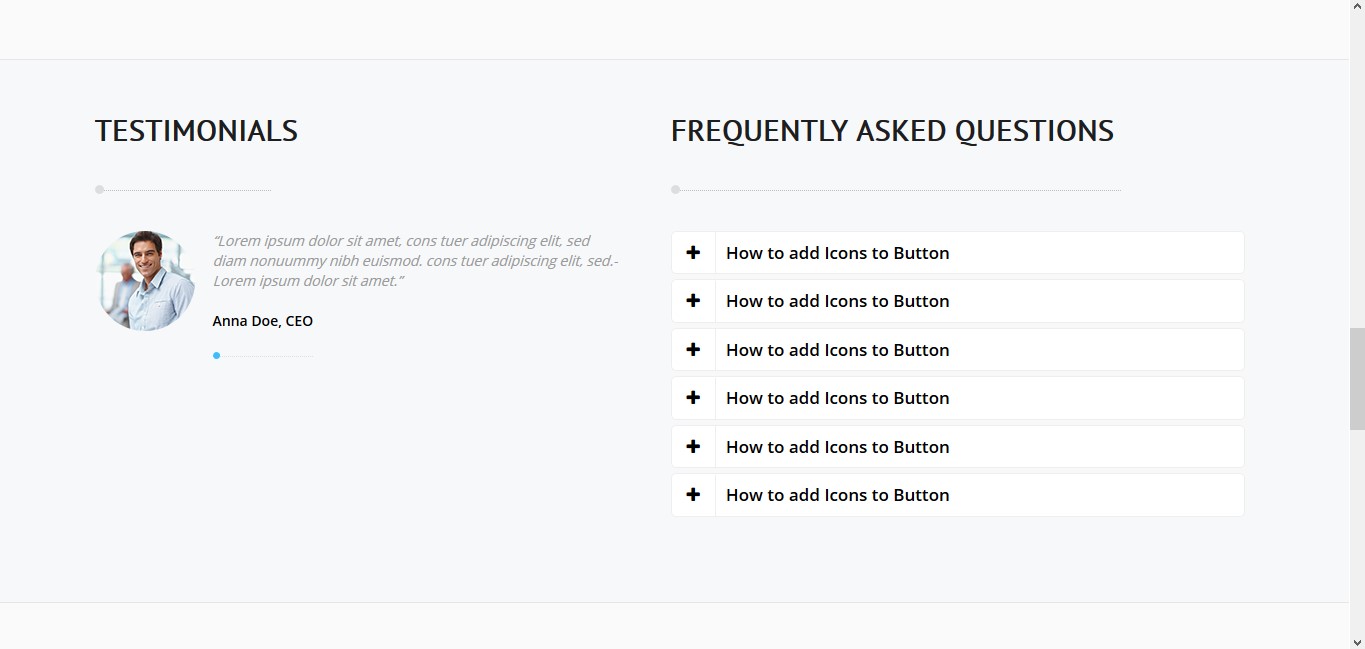 TESTIMONIALS
“Lorem ipsum dolor sit amet, cons tuer adipiscing elit, sed
diam nonuummy nibh euismod. cons tuer adipiscing elit, sed.-
Lorem ipsum dolor sit amet.”
Anna Doe, CEO
FREQUENTLY ASKED QUESTIONS
How to add Icons to Button
How to add Icons to Button
How to add Icons to Button
How to add Icons to Button
How to add Icons to Button
How to add Icons to Button